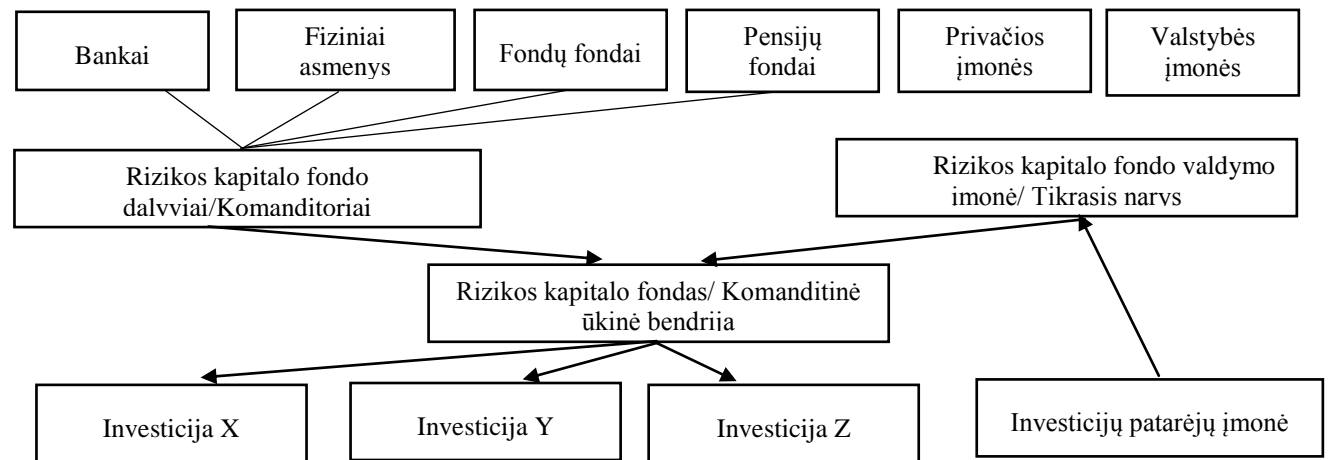 Bankai
Fiziniai
asmenys
Fondų fondai
Pensijų
fondai
Privačios
įmonės
Valstybės
įmonės
Rizikos kapitalo fondo
dalyviai/Komanditoriai
Rizikos kapitalo fondo valdymo
įmonė/ Tikrasis narys
Rizikos kapitalo fondas/ Komanditinė
ūkinė bendrija
Investicija X
Investicija Y
Investicija Z
Investicijų patarėjų įmonė